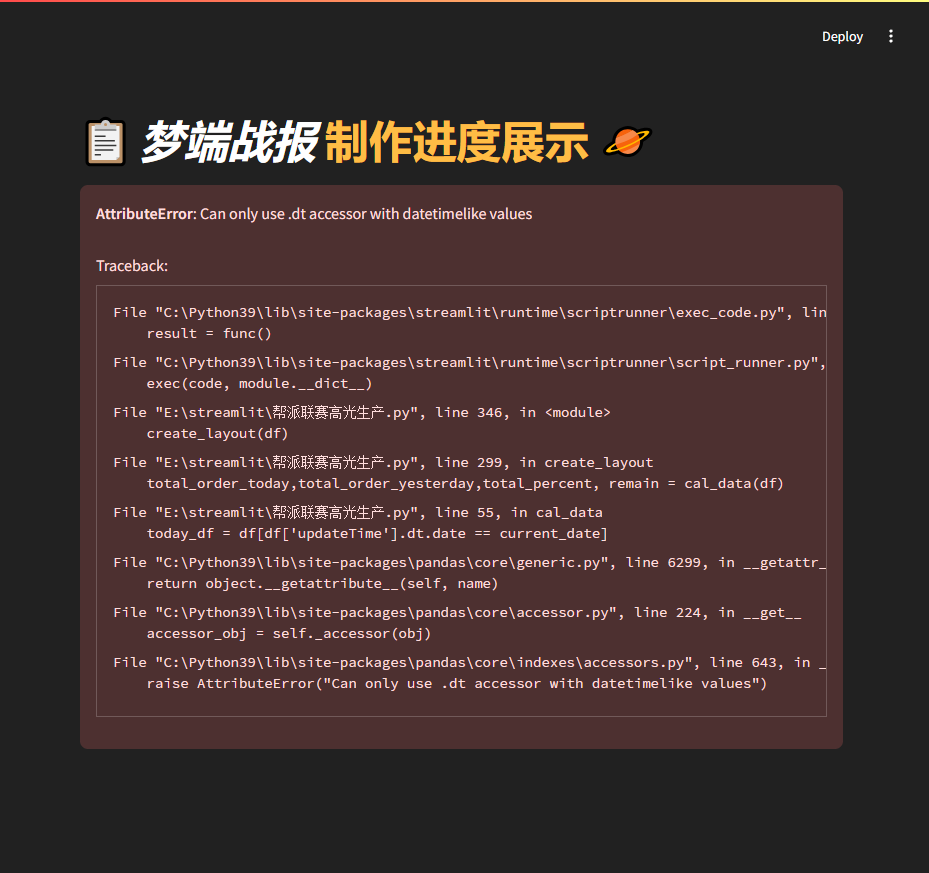 Deploy
梦端战报制作进度展示
AttributeError: Can only use .dt accessor with datetimelike values
Traceback:
File "C:\Python39\lib\site-packages\streamlit\runtime\scriptrunner\exec_code.py", lin
result = func()
File "C:\Python39\lib\site-packages\streamlit\runtime\scriptrunner\script_runner.py",
exec(code, module.__dict__)
File "E:\streamlit\帮派联赛高光生产.py", line 346, in <module>
create_layout(df)
File "E:\streamlit\帮派联赛高光生产.py", line 299, in create_layout
total_order_today,total_order_yesterday,total_percent, remain = cal_data(df)
File "E:\streamlit\帮派联赛高光生产.py", line 55, in cal_data
today_df = df[df['updateTime'].dt.date == current_date]
File "C:\Python39\lib\site-packages\pandas\core\generic.py", line 6299, in __getattr_
return object.__getattribute__(self, name)
File "C:\Python39\lib\site-packages\pandas\core\accessor.py", line 224, in __get__
accessor_obj = self._accessor(obj)
File "C:\Python39\lib\site-packages\pandas\core\indexes\accessors.py", line 643, in _
raise AttributeError("Can only use .dt accessor with datetimelike values")